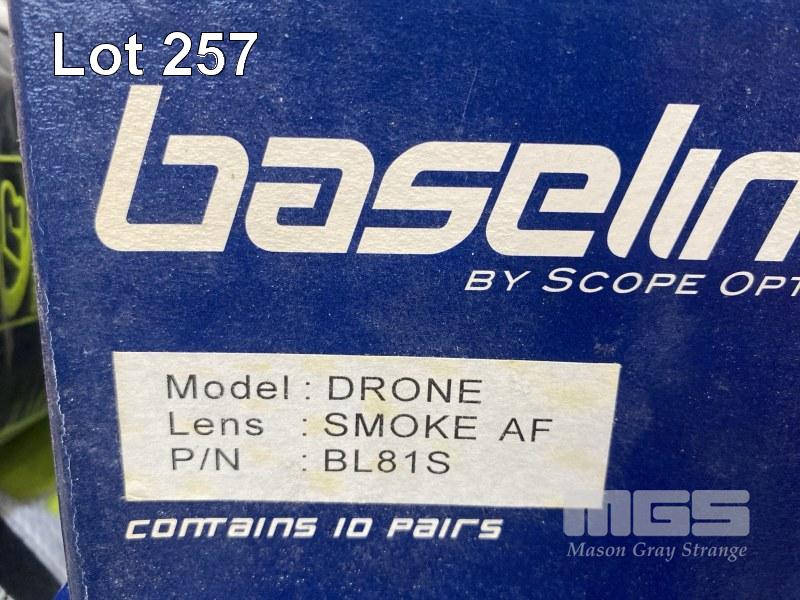 Lot 257
baselin
BY SCOPE OPT
Model : DRONE
Lens : SMOKE AF
P/N : BL81S
contains 10 pairs
MGS
Mason Gray Strange